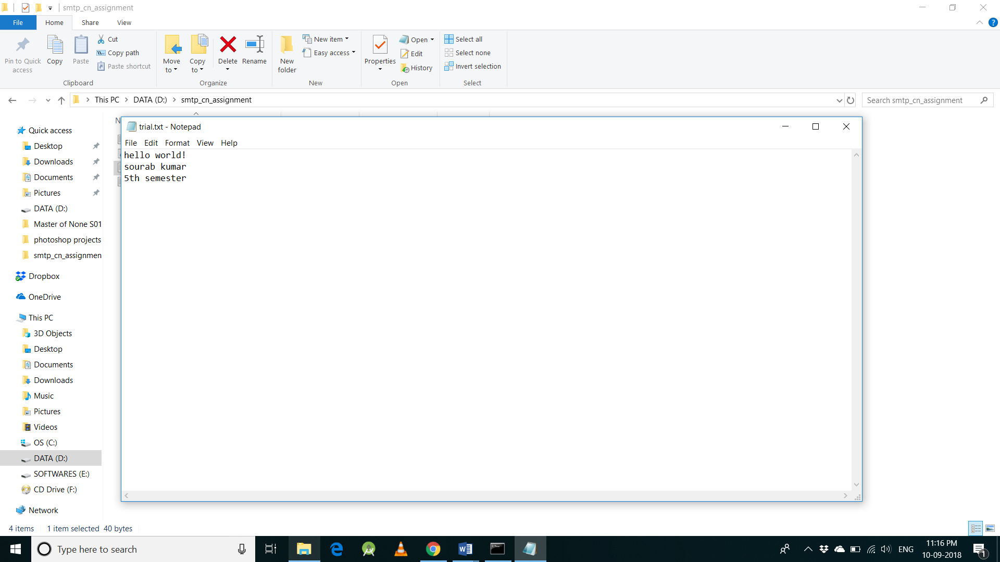 smtp_cn_assignment
File Home Share View
Pin to Quick access
Copy
Paste
Cut
Copy path
Paste shortcut
Clipboard
Move to
Copy to
Delete
Rename
Organize
New folder
New item
Easy access
New
Properties
Open
Edit
History
Open
Select all
Select none
Invert selection
Select
This PC DATA (D:) smtp_cn_assignment
Search smtp_cn_assignment
trial.txt - Notepad
File Edit Format View Help
hello world!
sourab kumar
5th semester
Quick access
Desktop
Downloads
Documents
Pictures
DATA (D:)
Master of None S01
photoshop projects
smtp_cn_assignmen
Dropbox
OneDrive
This PC
3D Objects
Desktop
Documents
Downloads
Music
Pictures
Videos
OS (C:)
DATA (D:)
SOFTWARES (E:)
CD Drive (F:)
Network
4 items 1 item selected 40 bytes
Type here to search
ENG
11:16 PM
10-09-2018
1